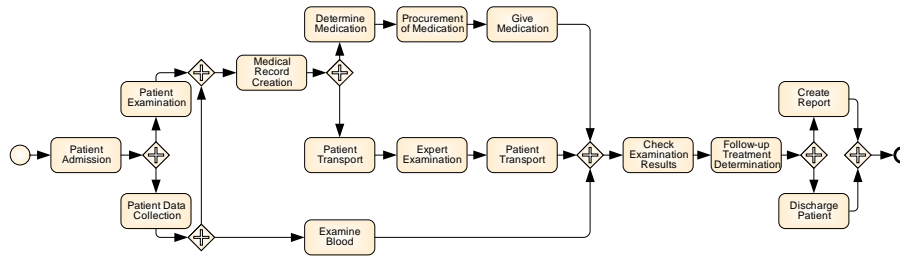 Patient
Admission
Patient
Examination
Patient Data
Collection
Medical
Record
Creation
Determine
Medication
Procurement
of Medication
Give
Medication
Patient
Transport
Expert
Examination
Patient
Transport
Examine
Blood
Check
Examination
Results
Follow-up
Treatment
Determination
Create
Report
Discharge
Patient